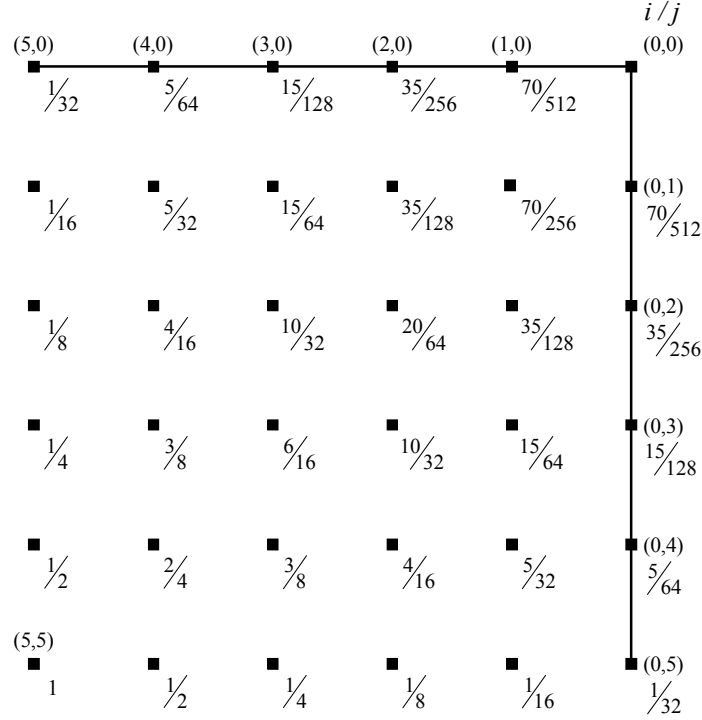 i / j
(5,0) (4,0) (3,0) (2,0) (1,0) (0,0)
1/32 5/64 15/128 35/256 70/512
(0,1)
1/16 5/32 15/64 35/128 70/256 70/512
(0,2)
1/8 4/16 10/32 20/64 35/128 35/256
(0,3)
1/4 3/8 6/16 10/32 15/64 15/128
(0,4)
1/2 2/4 3/8 4/16 5/32 5/64
(5,5) (0,5)
1 1/2 1/4 1/8 1/16 1/32